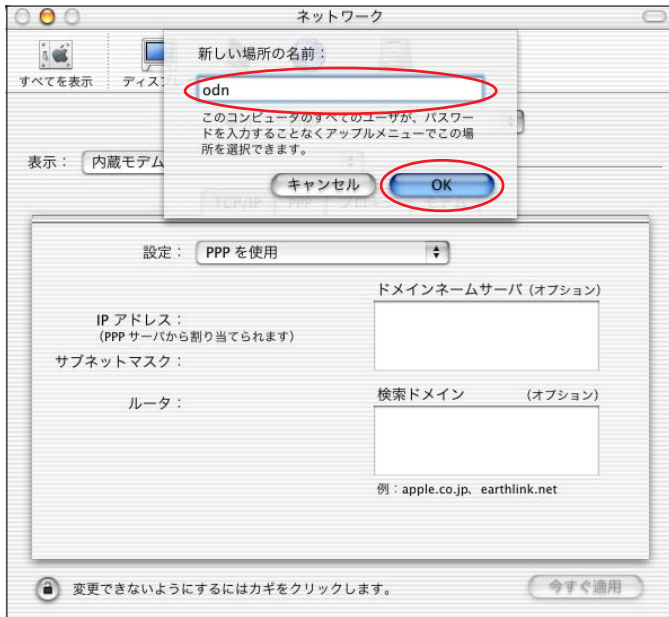 ネットワーク
新しい場所の名前：
すべてを表示
ディスプ
odn
このコンピュータのすべてのユーザが、パスワー
ドを入力することなくアップルメニューでこの場
所を選択できます。
表示： 内蔵モデム
キャンセル OK
TCP/IP PPP プロキシ モデム
設定： PPP を使用
ドメインネームサーバ (オプション)
IP アドレス：
(PPP サーバから割り当てられます)
サブネットマスク：
ルータ：
検索ドメイン (オプション)
例：apple.co.jp、earthlink.net
変更できないようにするにはカギをクリックします。
今すぐ適用